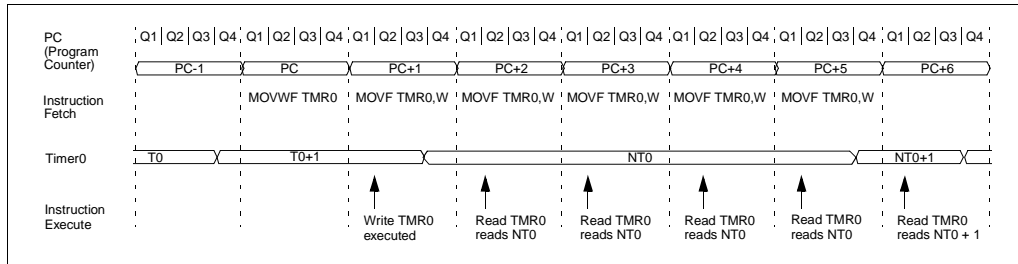 PC
(Program
Counter)
Q1 Q2 Q3 Q4 Q1 Q2 Q3 Q4 Q1 Q2 Q3 Q4 Q1 Q2 Q3 Q4 Q1 Q2 Q3 Q4 Q1 Q2 Q3 Q4 Q1 Q2 Q3 Q4 Q1 Q2 Q3 Q4
PC-1 PC PC+1 PC+2 PC+3 PC+4 PC+5 PC+6
Instruction
Fetch
MOVWF TMR0 MOVF TMR0,W MOVF TMR0,W MOVF TMR0,W MOVF TMR0,W MOVF TMR0,W
Timer0
T0 T0+1 NT0 NT0+1
Instruction
Execute
Write TMR0
executed
Read TMR0
reads NT0
Read TMR0
reads NT0
Read TMR0
reads NT0
Read TMR0
reads NT0
Read TMR0
reads NT0 + 1